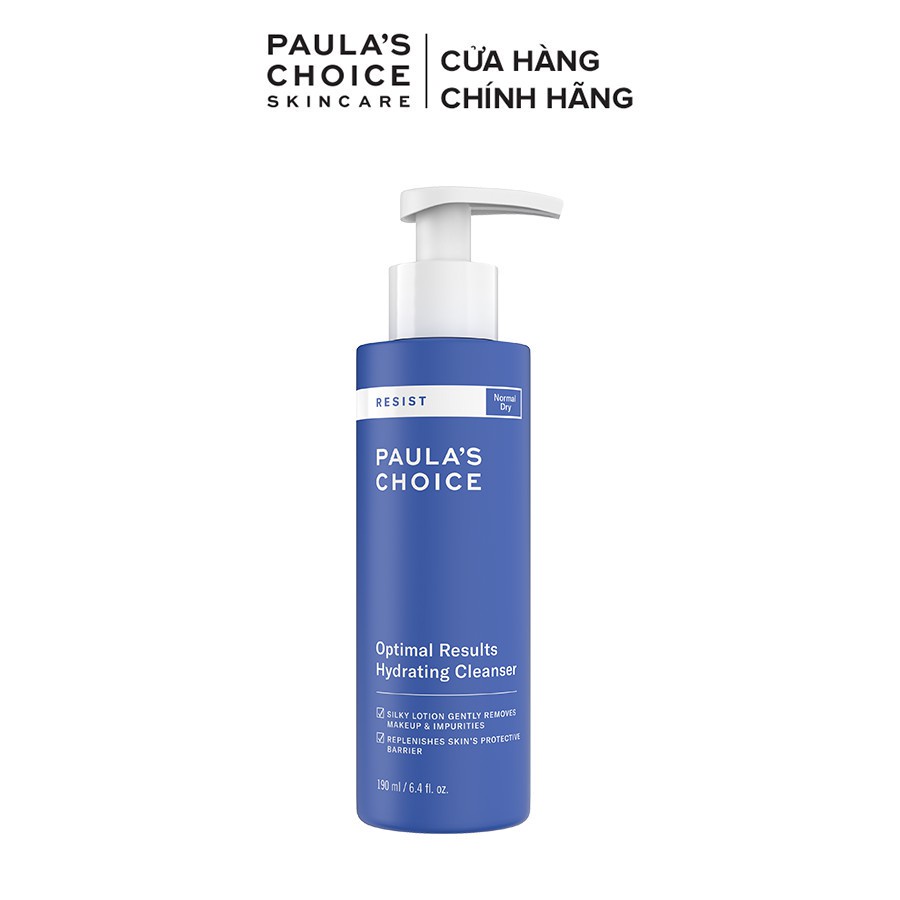 PAULA'S
CHOICE
SKINCARE
CỬA HÀNG
CHÍNH HÃNG
RESIST
Normal
Dry
PAULA'S
CHOICE
Optimal Results
Hydrating Cleanser
SILKY LOTION GENTLY REMOVES
MAKEUP & IMPURITIES
REPLENISHES SKIN'S PROTECTIVE
BARRIER
190 ml / 6.4 fl. oz.